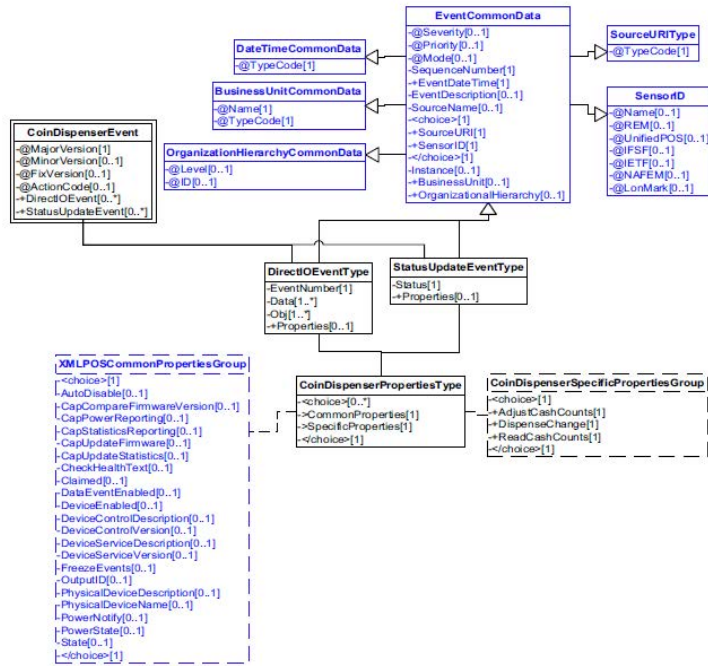 EventCommonData
-@Severity[0..1]
-@Priority[0..1]
-@Mode[0..1]
-SequenceNumber[1]
-+EventDateTime[1]
-EventDescription[0..1]
-SourceName[0..1]
-<choice>[1]
-+SourceURI[1]
-+SensorID[1]
-</choice>[1]
-Instance[0..1]
-+BusinessUnit[0..1]
-+OrganizationalHierarchy[0..1]
SourceURIType
-@TypeCode[1]
DateTimeCommonData
-@TypeCode[1]
BusinessUnitCommonData
-@Name[1]
-@TypeCode[1]
SensorID
-@Name[0..1]
-@REM[0..1]
-@UnifiedPOS[0..1]
-@IFSF[0..1]
-@IETF[0..1]
-@NAFEM[0..1]
-@LonMark[0..1]
CoinDispenserEvent
-@MajorVersion[1]
-@MinorVersion[0..1]
-@FixVersion[0..1]
-@ActionCode[0..1]
-+DirectIOEvent[0..*]
-+StatusUpdateEvent[0..*]
OrganizationHierarchyCommonData
-@Level[0..1]
-@ID[0..1]
DirectIOEventType
-EventNumber[1]
-Data[1..*]
-Obj[1..*]
-+Properties[0..1]
StatusUpdateEventType
-Status[1]
-+Properties[0..1]
XMLPOSCommonPropertiesGroup
-<choice>[1]
-AutoDisable[0..1]
-CapCompareFirmwareVersion[0..1]
-CapPowerReporting[0..1]
-CapStatisticsReporting[0..1]
-CapUpdateFirmware[0..1]
-CapUpdateStatistics[0..1]
-CheckHealthText[0..1]
-Claimed[0..1]
-DataEventEnabled[0..1]
-DeviceEnabled[0..1]
-DeviceControlDescription[0..1]
-DeviceControlVersion[0..1]
-DeviceServiceDescription[0..1]
-DeviceServiceVersion[0..1]
-FreezeEvents[0..1]
-OutputID[0..1]
-PhysicalDeviceDescription[0..1]
-PhysicalDeviceName[0..1]
-PowerNotify[0..1]
-PowerState[0..1]
-State[0..1]
-</choice>[1]
CoinDispenserPropertiesType
-<choice>[0..*]
->CommonProperties[1]
->SpecificProperties[1]
-</choice>[1]
CoinDispenserSpecificPropertiesGroup
-<choice>[1]
-+AdjustCashCounts[1]
-+DispenseChange[1]
-+ReadCashCounts[1]
-</choice>[1]